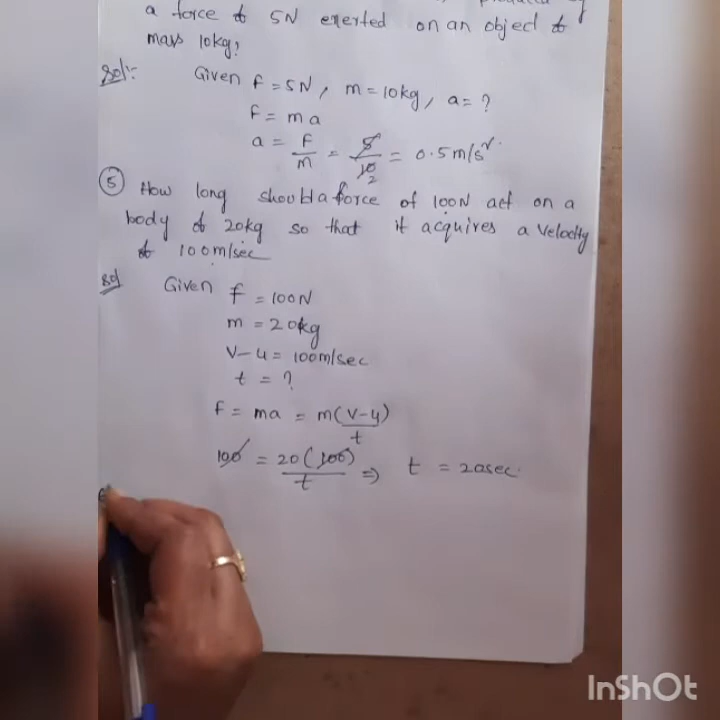 a force of 5N exerted on an object of
mass 10kg?
Sol:-
Given F = 5N, m = 10kg, a = ?
F = ma
a = F/m = 5/10 2 = 0.5 m/s²
⑤ How long should a force of 100N act on a
body of 20kg so that it acquires a velocity
of 100m/sec
Sol Given F = 100N
m = 20kg
V-u = 100m/sec
t = ?
F = ma = m(V-u)/t
100 = 20(100)/t ⇒ t = 20sec.
InShOt